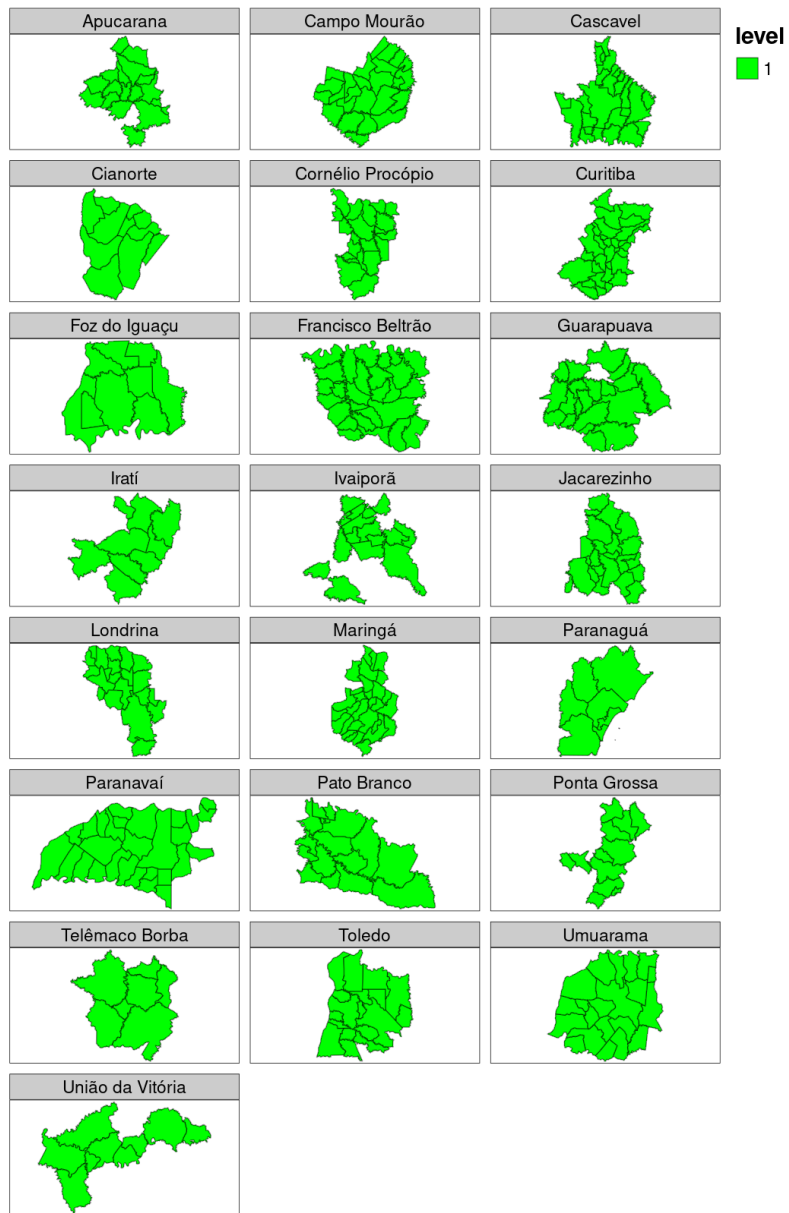 Apucarana
Campo Mourão
Cascavel
level
1
Cianorte
Cornélio Procópio
Curitiba
Foz do Iguaçu
Francisco Beltrão
Guarapuava
Iratí
Ivaiporã
Jacarezinho
Londrina
Maringá
Paranaguá
Paranavaí
Pato Branco
Ponta Grossa
Telêmaco Borba
Toledo
Umuarama
União da Vitória